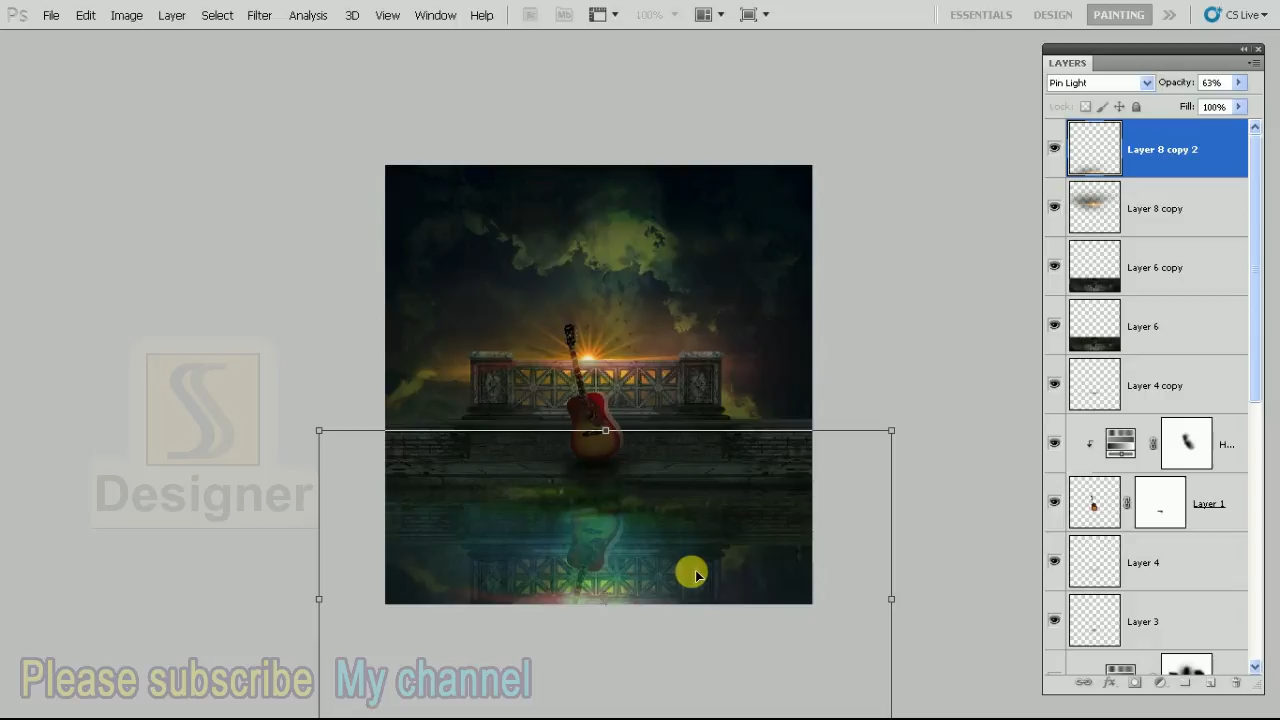 Ps File Edit Image Layer Select Filter Analysis 3D View Window Help Br Mb 100% ESSENTIALS DESIGN PAINTING CS Live
LAYERS
Pin Light Opacity: 63%
Lock: Fill: 100%
Layer 8 copy 2
Layer 8 copy
Layer 6 copy
Layer 6
Layer 4 copy
H...
Layer 1
Layer 4
Layer 3
Designer
Please subscribe My channel